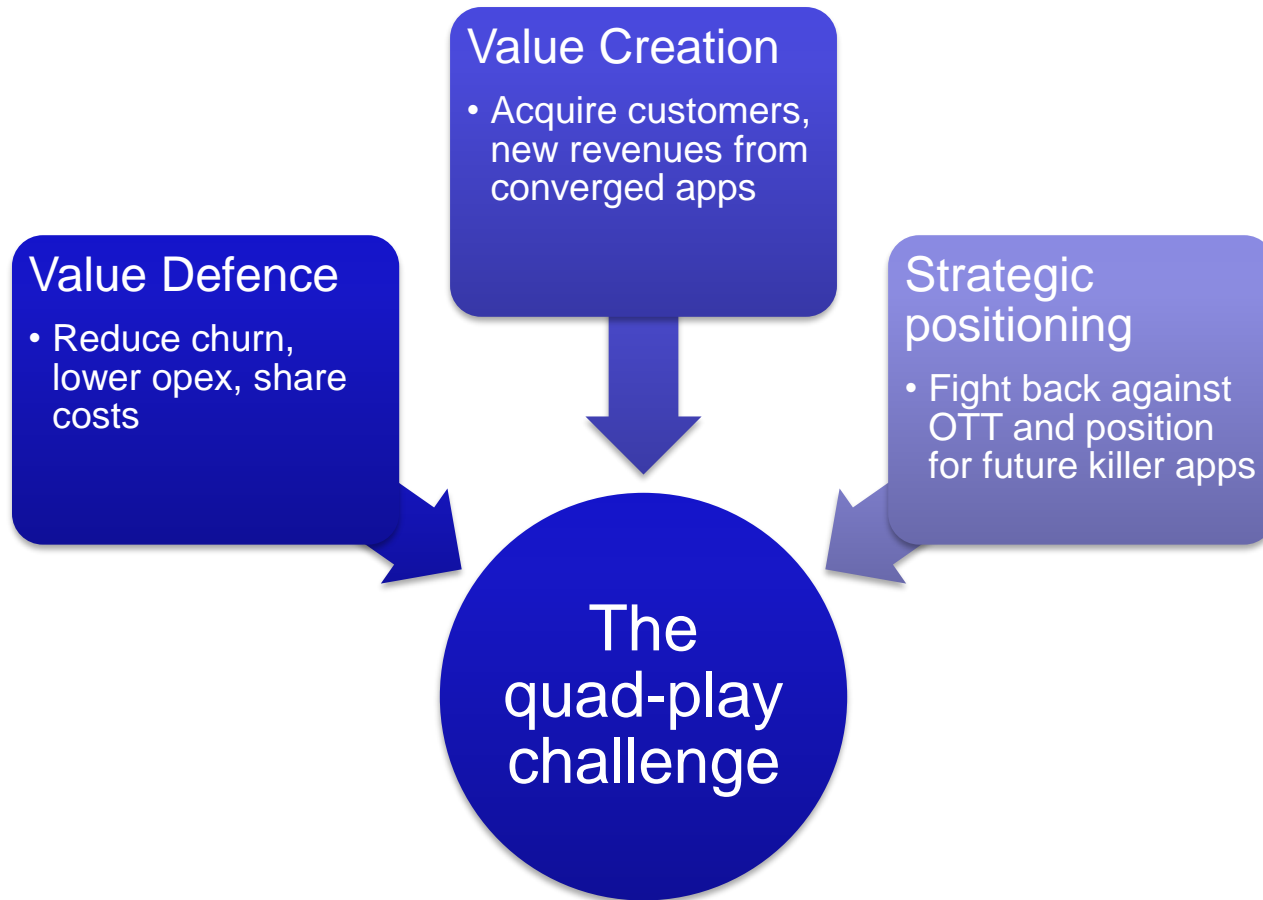 Value Creation
• Acquire customers,
new revenues from
converged apps
Value Defence
• Reduce churn,
lower opex, share
costs
Strategic
positioning
• Fight back against
OTT and position
for future killer apps
The
quad-play
challenge